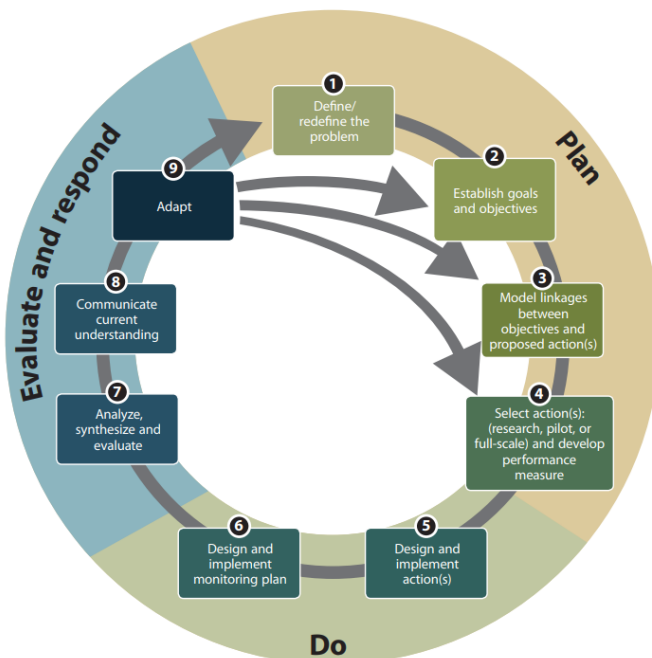 1
Define/
redefine the
problem
2
Establish goals
and objectives
3
Model linkages
between
objectives and
proposed action(s)
4
Select action(s):
(research, pilot, or
full-scale) and develop
performance
measure
5
Design and
implement
action(s)
6
Design and
implement
monitoring plan
7
Analyze,
synthesize and
evaluate
8
Communicate
current
understanding
9
Adapt
Plan
Do
Evaluate and respond